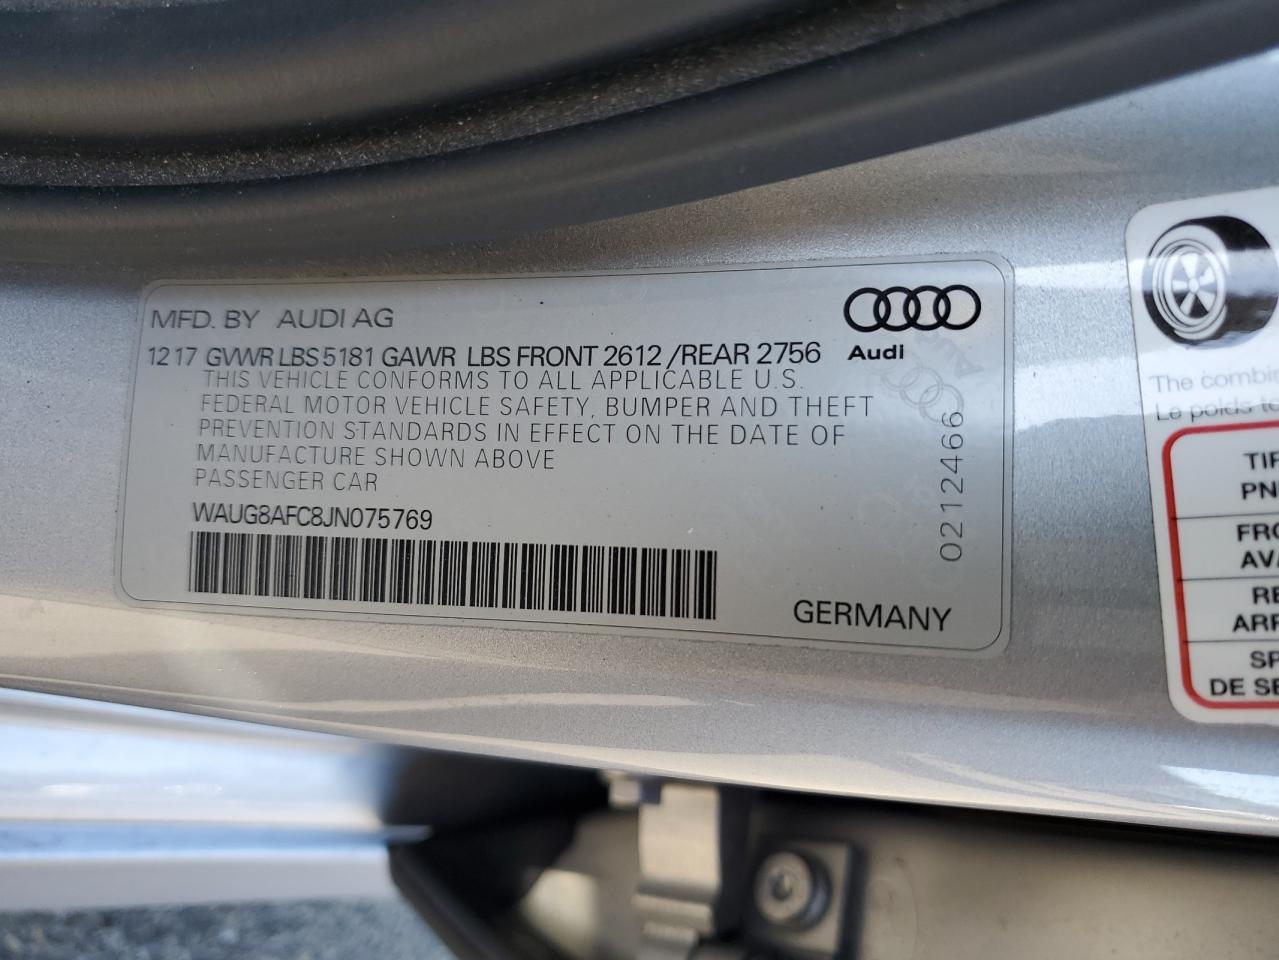 MFD. BY AUDI AG
Audi
12 17 GVWR LBS 5181 GAWR LBS FRONT 2612 /REAR 2756
THIS VEHICLE CONFORMS TO ALL APPLICABLE U.S.
FEDERAL MOTOR VEHICLE SAFETY, BUMPER AND THEFT
PREVENTION STANDARDS IN EFFECT ON THE DATE OF
MANUFACTURE SHOWN ABOVE
PASSENGER CAR
WAUG8AFC8JN075769
0212466
GERMANY
The combin
Le poids to
TIR
PN
FRO
AVA
RE
ARR
SP
DE SE